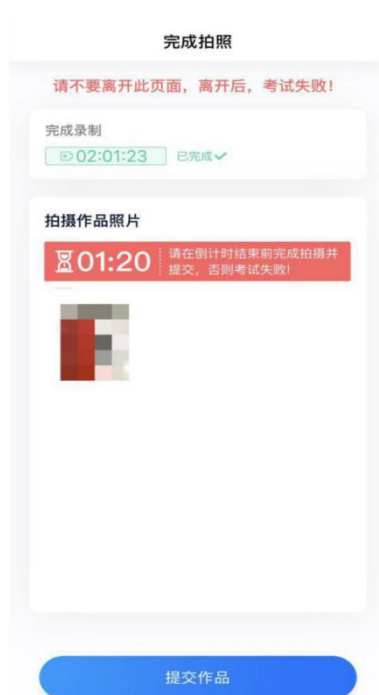 完成拍照
请不要离开此页面，离开后，考试失败！
完成录制
02:01:23 已完成
拍摄作品照片
01:20 请在倒计时结束前完成拍摄并
提交，否则考试失败！
提交作品